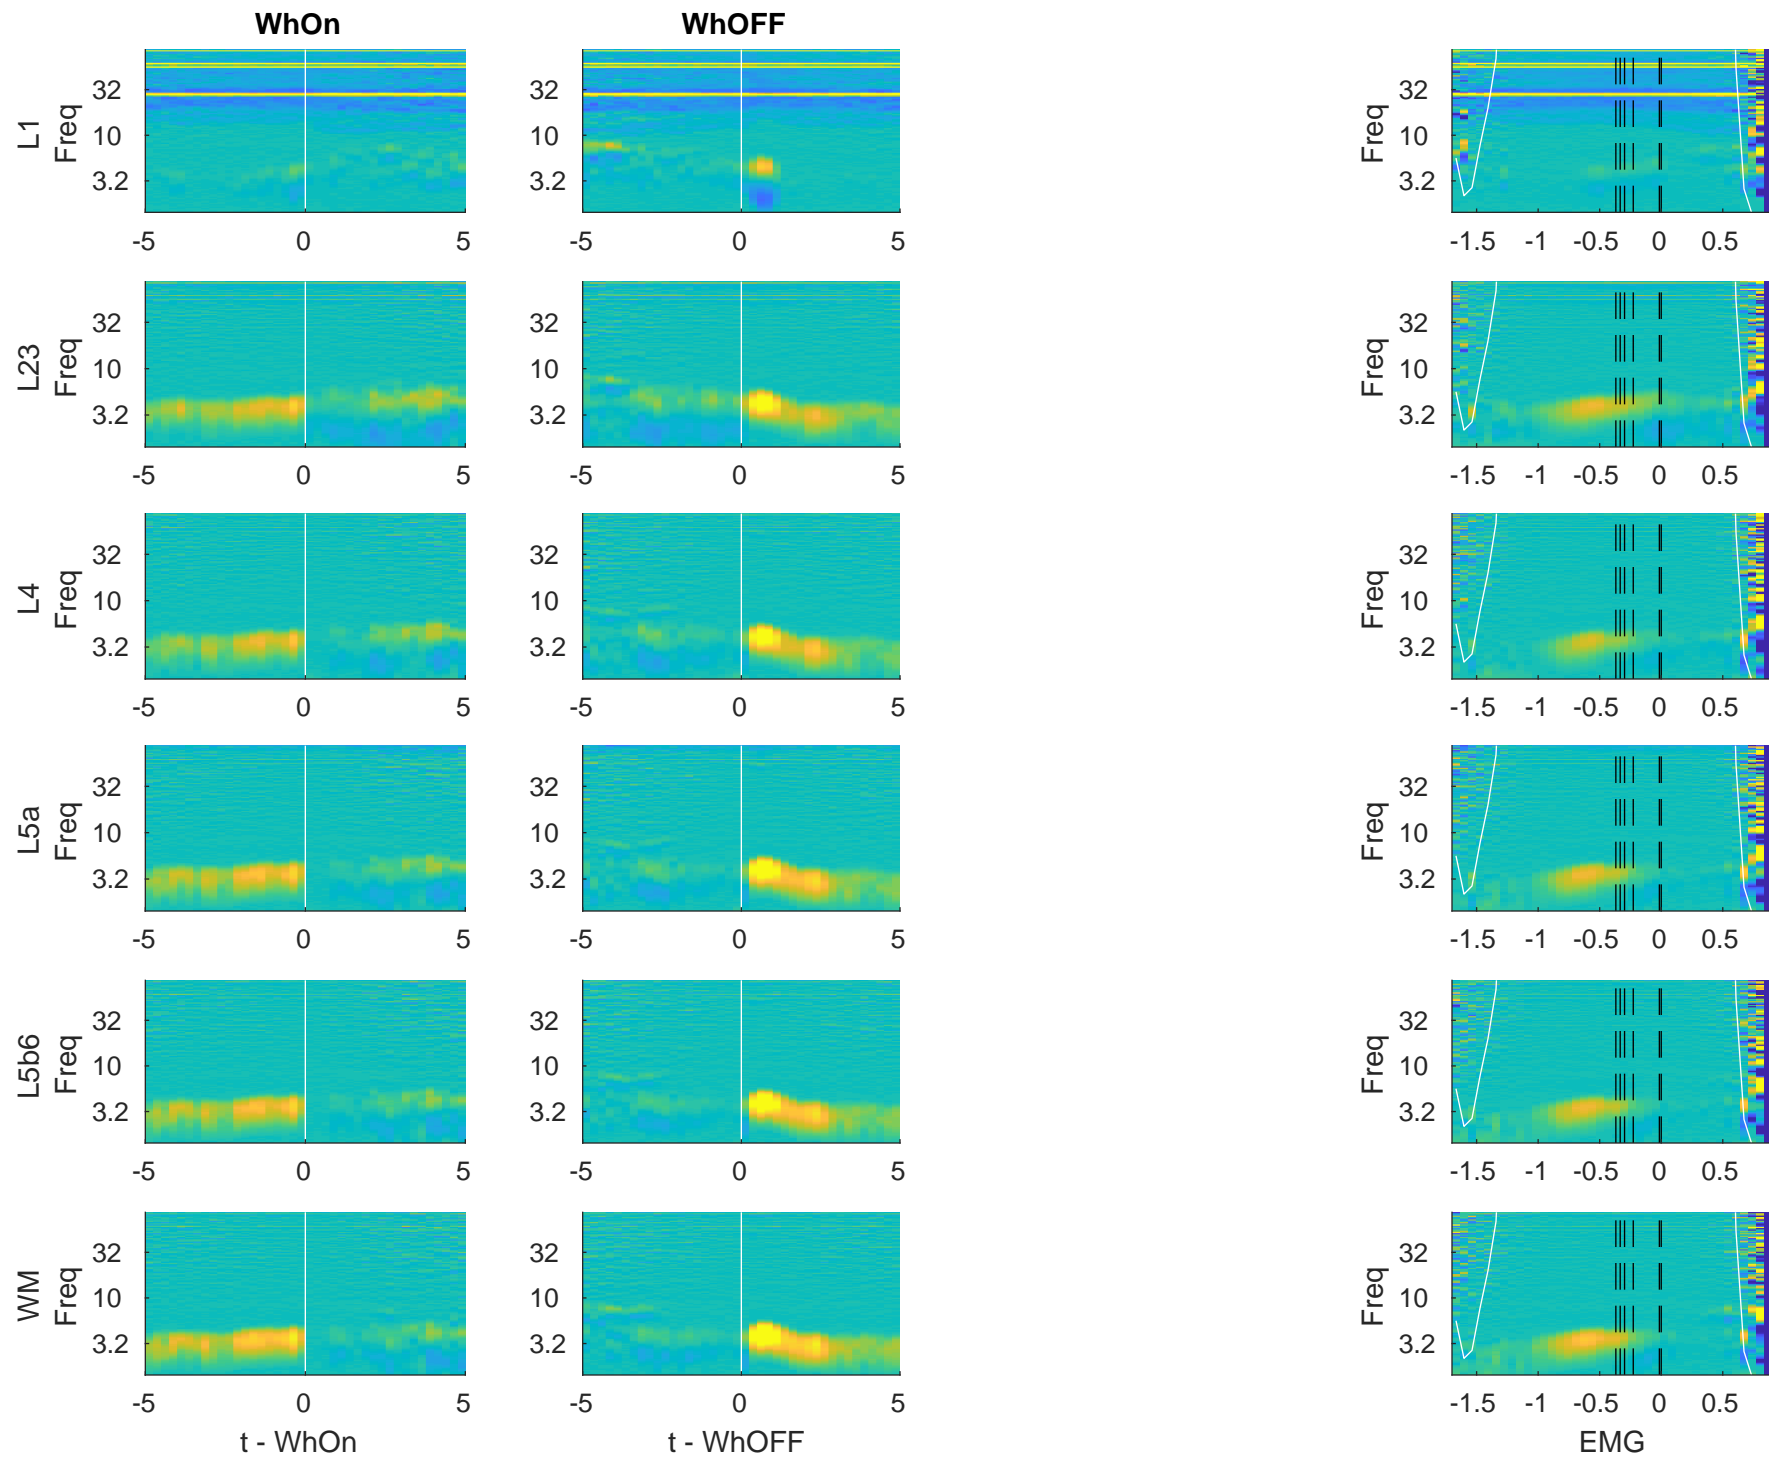 WhOn WhOFF
L1 Freq 32 10 3.2 32 10 3.2 Freq 32 10 3.2
-5 0 5 -5 0 5 -1.5 -1 -0.5 0 0.5
L23 Freq 32 10 3.2 32 10 3.2 Freq 32 10 3.2
-5 0 5 -5 0 5 -1.5 -1 -0.5 0 0.5
L4 Freq 32 10 3.2 32 10 3.2 Freq 32 10 3.2
-5 0 5 -5 0 5 -1.5 -1 -0.5 0 0.5
L5a Freq 32 10 3.2 32 10 3.2 Freq 32 10 3.2
-5 0 5 -5 0 5 -1.5 -1 -0.5 0 0.5
L5b6 Freq 32 10 3.2 32 10 3.2 Freq 32 10 3.2
-5 0 5 -5 0 5 -1.5 -1 -0.5 0 0.5
WM Freq 32 10 3.2 32 10 3.2 Freq 32 10 3.2
-5 0 5 -5 0 5 -1.5 -1 -0.5 0 0.5
t - WhOn t - WhOFF EMG